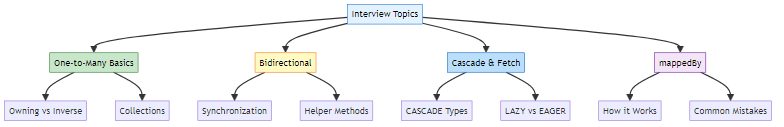 Interview Topics
One-to-Many Basics
Bidirectional
Cascade & Fetch
mappedBy
Owning vs Inverse
Collections
Synchronization
Helper Methods
CASCADE Types
LAZY vs EAGER
How it Works
Common Mistakes